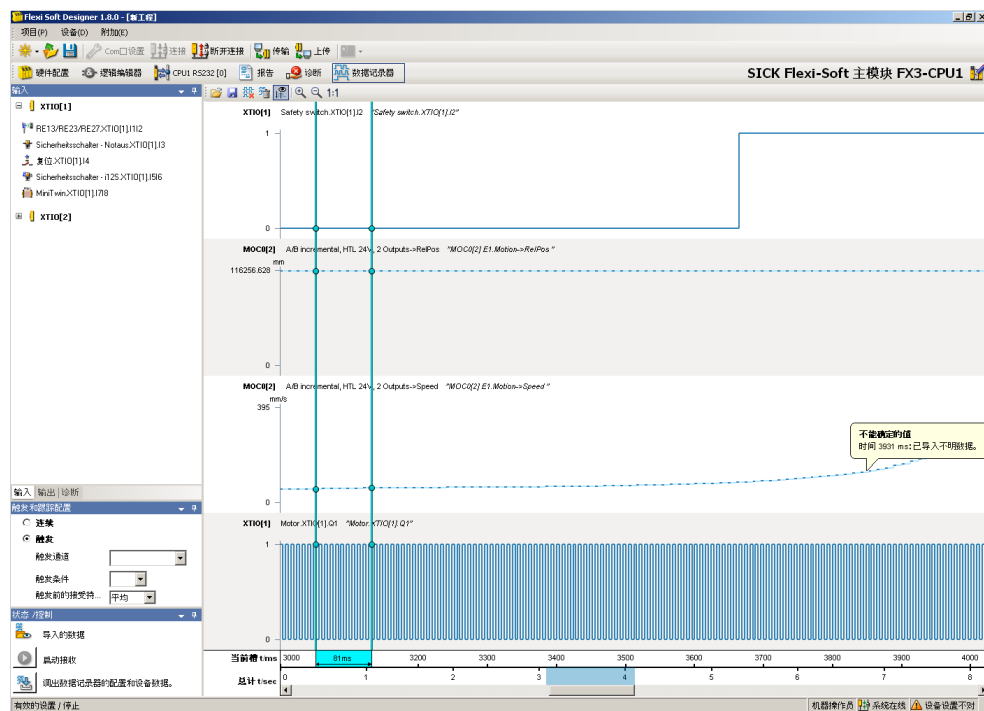 Flexi Soft Designer 1.8.0 - [新工程]
项目(P) 设备(D) 附加(E)
Com口设置 连接 断开连接 传输 上传
硬件配置 逻辑编辑器 CPU1 RS232 [0] 报告 诊断 数据记录器 SICK Flexi-Soft 主模块 FX3-CPU1
输入
1:1
XTIO[1]
RE13/RE23/RE27.XTIO[1].I1I2
Sicherheitsschalter - Notaus.XTIO[1].I3
复位.XTIO[1].I4
Sicherheitsschalter - i12S.XTIO[1].I5I6
MiniTwin.XTIO[1].I7I8
XTIO[2]
输入 输出 诊断
触发和跟踪配置
连续
触发
触发通道
触发条件
触发前的接受持... 平均
状态 /控制
导入的数据
启动接收
调出数据记录器的配置和设备数据。
XTIO[1] Safety switch.XTIO[1].I2 "Safety switch.XTIO[1].I2"
1
0
MOC0[2] A/B incremental, HTL 24V, 2 Outputs->RelPos "MOC0[2] E1.Motion->RelPos "
mm
116256.628
0
MOC0[2] A/B incremental, HTL 24V, 2 Outputs->Speed "MOC0[2] E1.Motion->Speed "
mm/s
395
不能确定的值
时间 3931 ms:已导入不明数据。
0
XTIO[1] Motor.XTIO[1].Q1 "Motor.XTIO[1].Q1"
1
0
当前槽 t/ms 3000 81ms 3200 3300 3400 3500 3600 3700 3800 3900 4000
总计 t/sec 0 1 2 3 4 5 6 7 8
有效的设置 / 停止 机器操作员 系统在线 设备设置不对